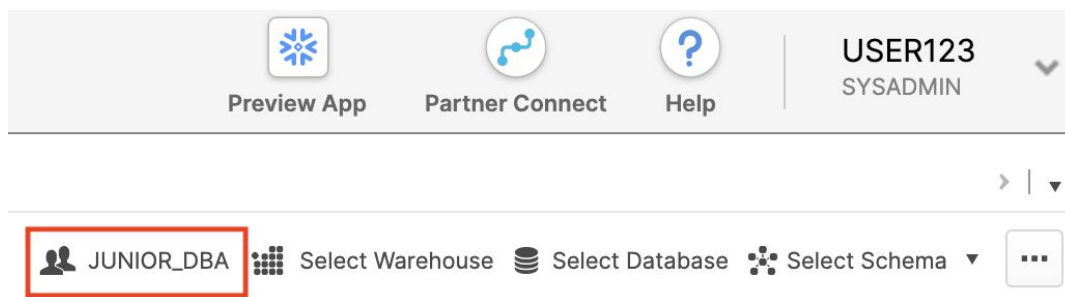 Preview App Partner Connect Help USER123
SYSADMIN
JUNIOR_DBA Select Warehouse Select Database Select Schema